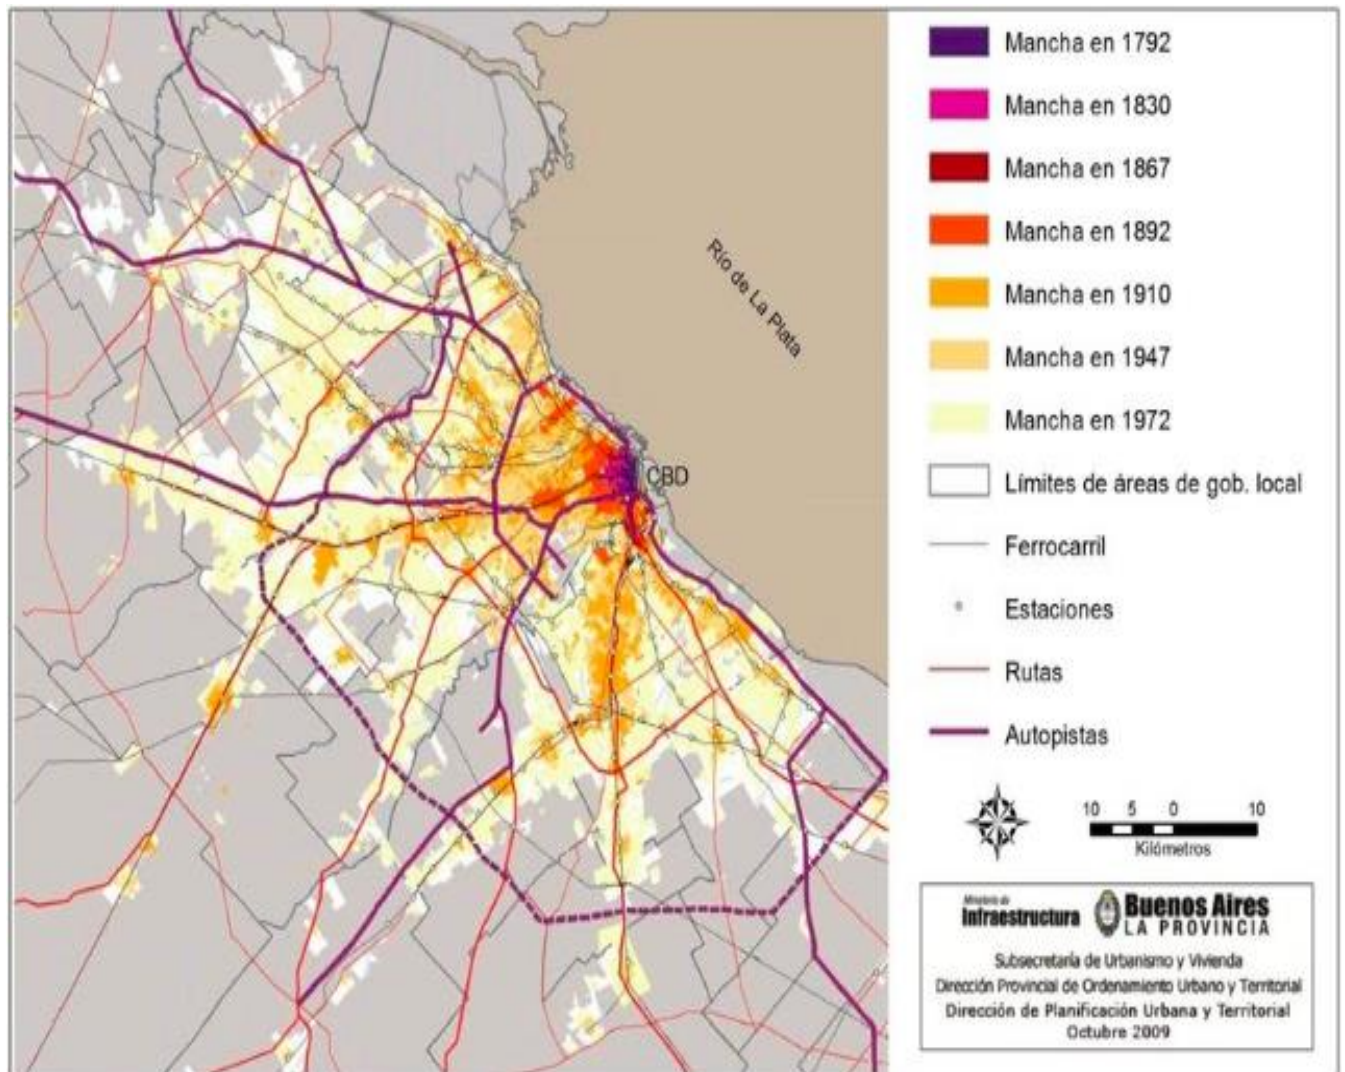 Río de La Plata
CBD
Mancha en 1792
Mancha en 1830
Mancha en 1867
Mancha en 1892
Mancha en 1910
Mancha en 1947
Mancha en 1972
Límites de áreas de gob. local
Ferrocarril
Estaciones
Rutas
Autopistas
10 5 0 10
Kilómetros
Ministerio de
Infraestructura
Buenos Aires
LA PROVINCIA
Subsecretaría de Urbanismo y Vivienda
Dirección Provincial de Ordenamiento Urbano y Territorial
Dirección de Planificación Urbana y Territorial
Octubre 2009